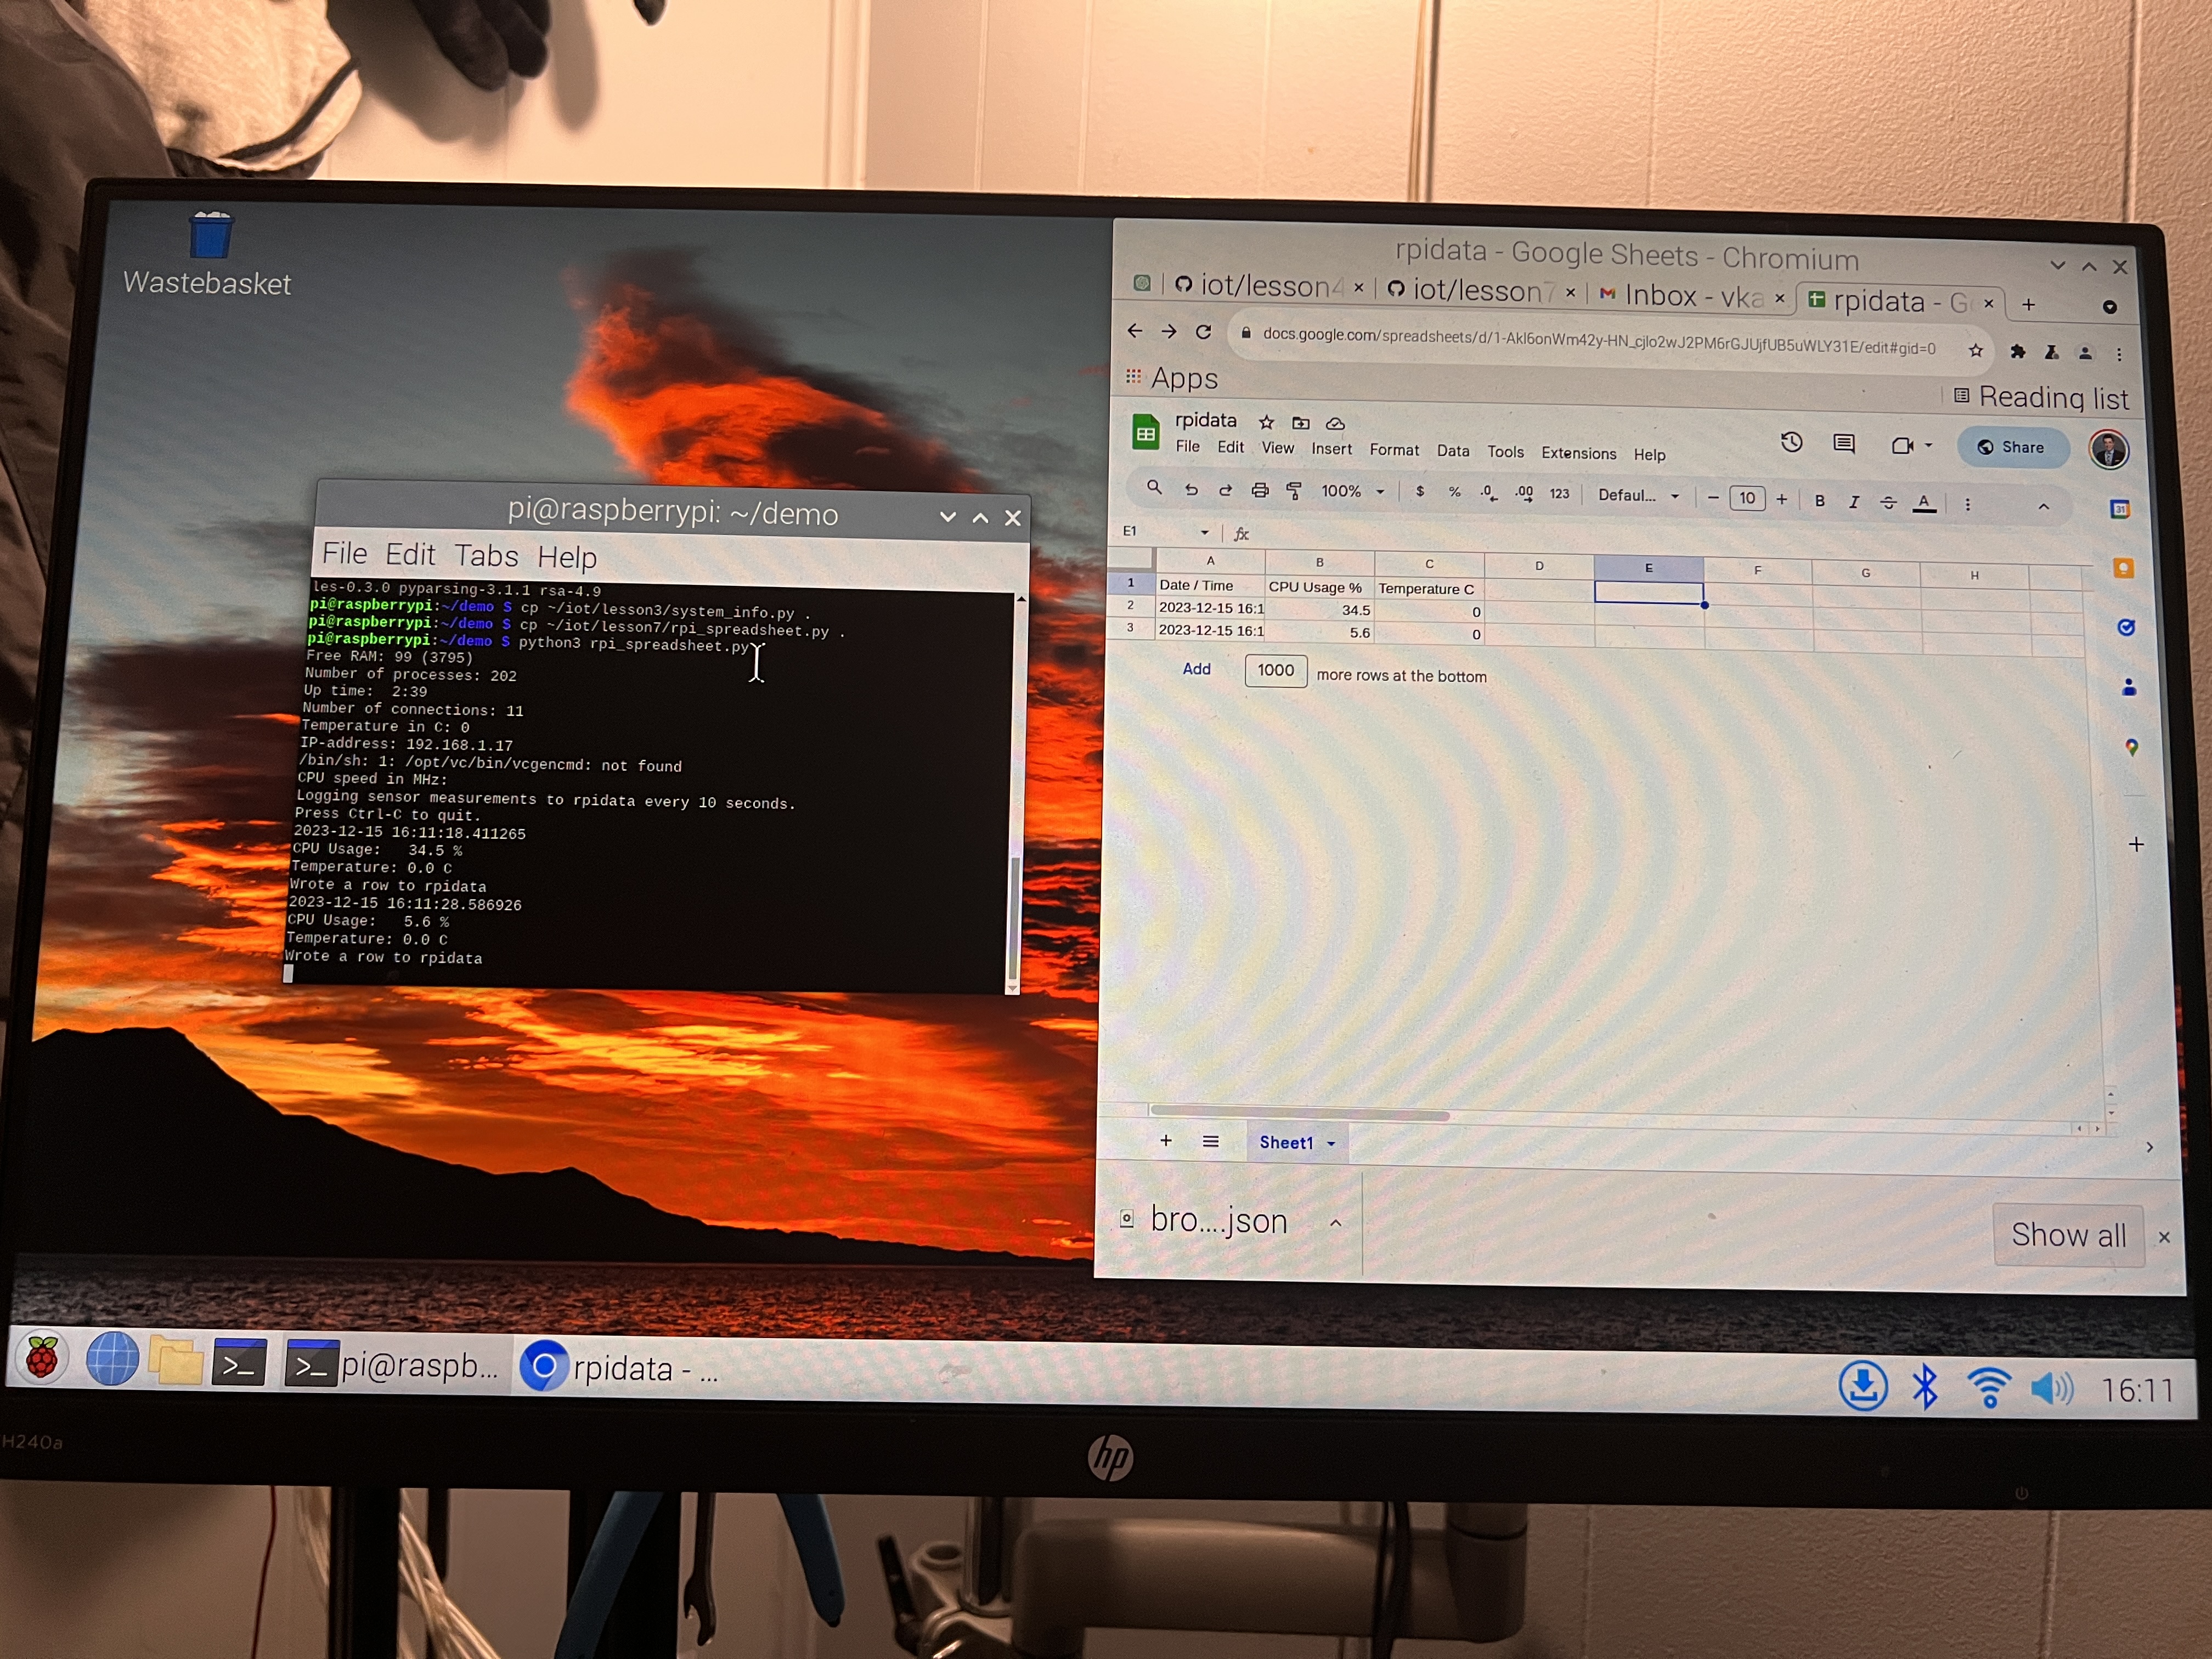 Wastebasket
pi@raspberrypi: ~/demo
File Edit Tabs Help
les-0.3.0 pyparsing-3.1.1 rsa-4.9
pi@raspberrypi:~/demo $ cp ~/iot/lesson3/system_info.py .
pi@raspberrypi:~/demo $ cp ~/iot/lesson7/rpi_spreadsheet.py .
pi@raspberrypi:~/demo $ python3 rpi_spreadsheet.py
Free RAM: 99 (3795)
Number of processes: 202
Up time:  2:39
Number of connections: 11
Temperature in C: 0
IP-address: 192.168.1.17
/bin/sh: 1: /opt/vc/bin/vcgencmd: not found
CPU speed in MHz:
Logging sensor measurements to rpidata every 10 seconds.
Press Ctrl-C to quit.
2023-12-15 16:11:18.411265
CPU Usage:   34.5 %
Temperature: 0.0 C
Wrote a row to rpidata
2023-12-15 16:11:28.586926
CPU Usage:   5.6 %
Temperature: 0.0 C
Wrote a row to rpidata
rpidata - Google Sheets - Chromium
iot/lesson4 iot/lesson7 Inbox - vka rpidata - G
docs.google.com/spreadsheets/d/1-Akl6onWm42y-HN_cjlo2wJ2PM6rGJUjfUB5uWLY31E/edit#gid=0
Apps Reading list
rpidata
File Edit View Insert Format Data Tools Extensions Help Share
100% $ % .0 .00 123 Defaul... − 10 + B I A
31
E1 fx
A B C D E F G H
1 Date / Time CPU Usage % Temperature C
2 2023-12-15 16:1 34.5 0
3 2023-12-15 16:1 5.6 0
Add 1000 more rows at the bottom
Sheet1
bro....json Show all
pi@raspb... rpidata - ... 16:11
H240a
hp